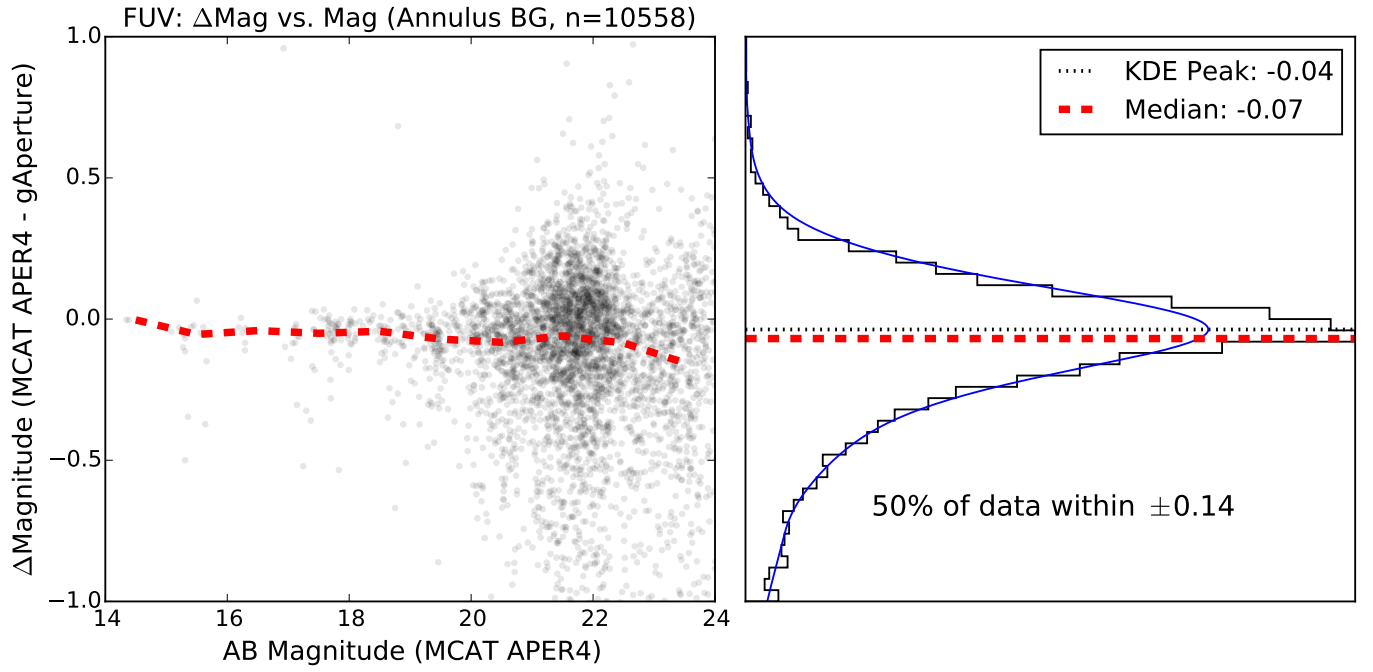 FUV: ΔMag vs. Mag (Annulus BG, n=10558)
ΔMagnitude (MCAT APER4 - gAperture)
1.0
0.5
0.0
−0.5
−1.0
14 16 18 20 22 24
AB Magnitude (MCAT APER4)
KDE Peak: -0.04
Median: -0.07
50% of data within ±0.14